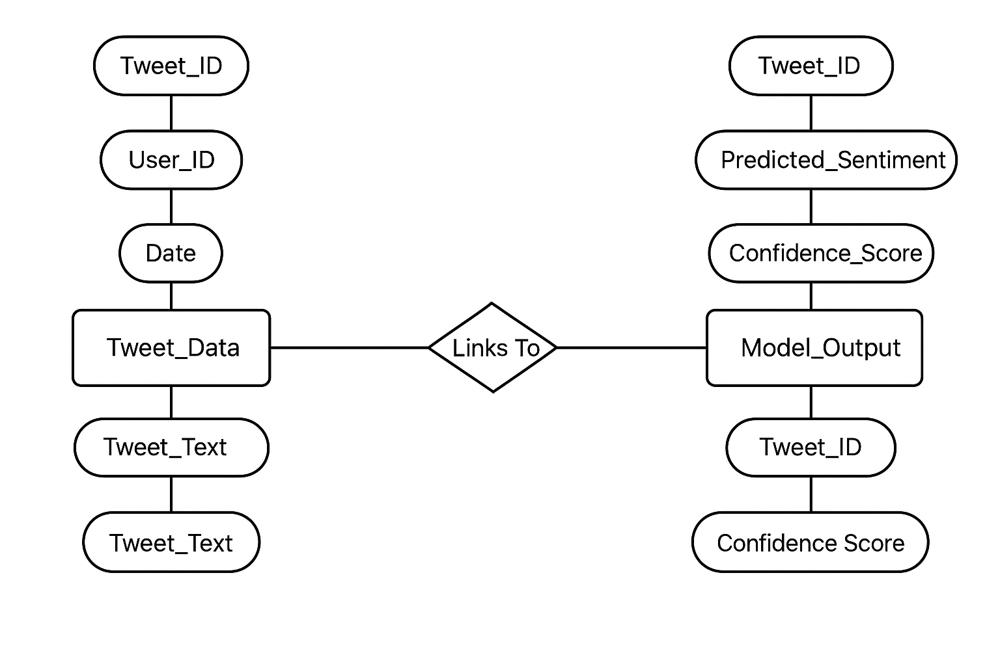 Tweet_ID
User_ID
Date
Tweet_Data
Tweet_Text
Tweet_Text
Links To
Tweet_ID
Predicted_Sentiment
Confidence_Score
Model_Output
Tweet_ID
Confidence Score